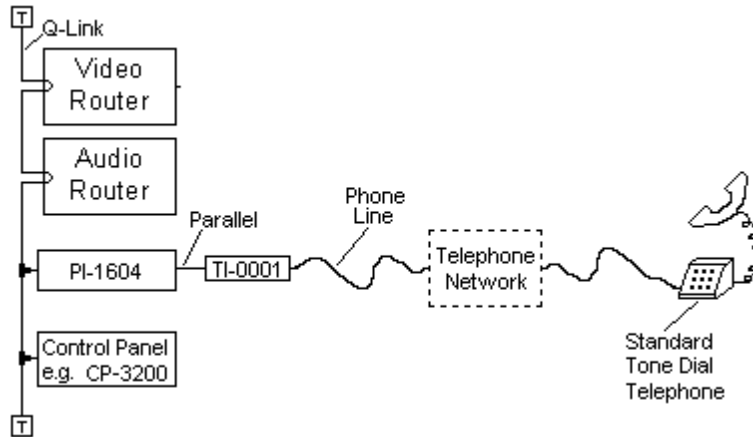 T
Q-Link
Video
Router
Audio
Router
Parallel
Phone
Line
PI-1604
TI-0001
Telephone
Network
Control Panel
e.g. CP-3200
Standard
Tone Dial
Telephone
T